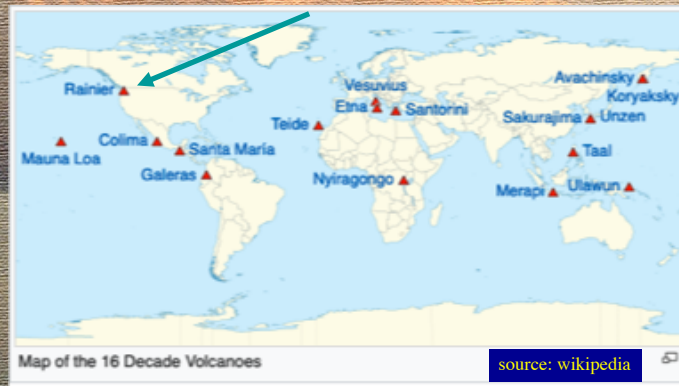 Rainier
Vesuvius
Avachinsky
Koryaksky
Etna
Santorini
Sakurajima
Unzen
Teide
Colima
Santa María
Mauna Loa
Taal
Galeras
Nyiragongo
Merapi
Ulawun
Map of the 16 Decade Volcanoes
source: wikipedia